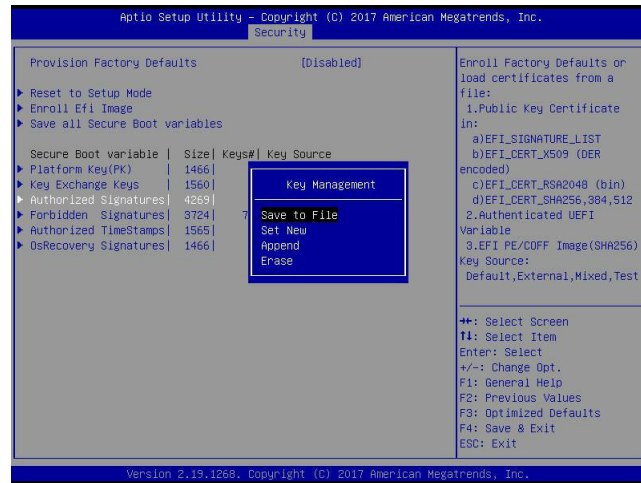 Aptio Setup Utility - Copyright (C) 2017 American Megatrends, Inc.
Security
Provision Factory Defaults [Disabled]
Reset to Setup Mode
Enroll Efi Image
Save all Secure Boot variables
Secure Boot variable | Size| Keys#| Key Source
Platform Key(PK) | 1466|
Key Exchange Keys | 1560|
Authorized Signatures| 4269|
Forbidden Signatures| 3724| 7
Authorized TimeStamps| 1565|
OsRecovery Signatures| 1466|
Key Management
Save to File
Set New
Append
Erase
Enroll Factory Defaults or
load certificates from a
file:
1.Public Key Certificate
in:
a)EFI_SIGNATURE_LIST
b)EFI_CERT_X509 (DER
encoded)
c)EFI_CERT_RSA2048 (bin)
d)EFI_CERT_SHA256,384,512
2.Authenticated UEFI
Variable
3.EFI PE/COFF Image(SHA256)
Key Source:
Default,External,Mixed,Test
→←: Select Screen
↑↓: Select Item
Enter: Select
+/-: Change Opt.
F1: General Help
F2: Previous Values
F3: Optimized Defaults
F4: Save & Exit
ESC: Exit
Version 2.19.1268. Copyright (C) 2017 American Megatrends, Inc.